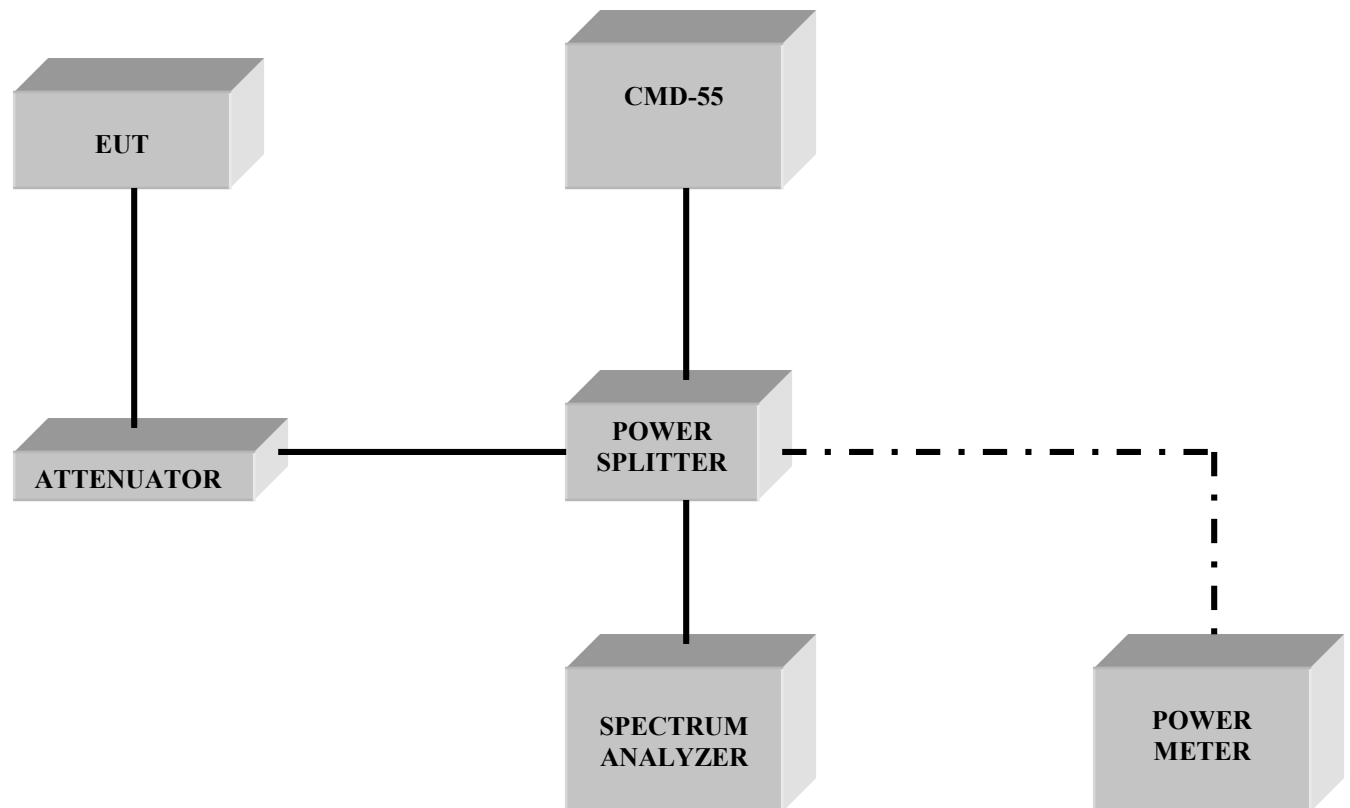 CMD-55
EUT
POWER
SPLITTER
ATTENUATOR
SPECTRUM
ANALYZER
POWER
METER